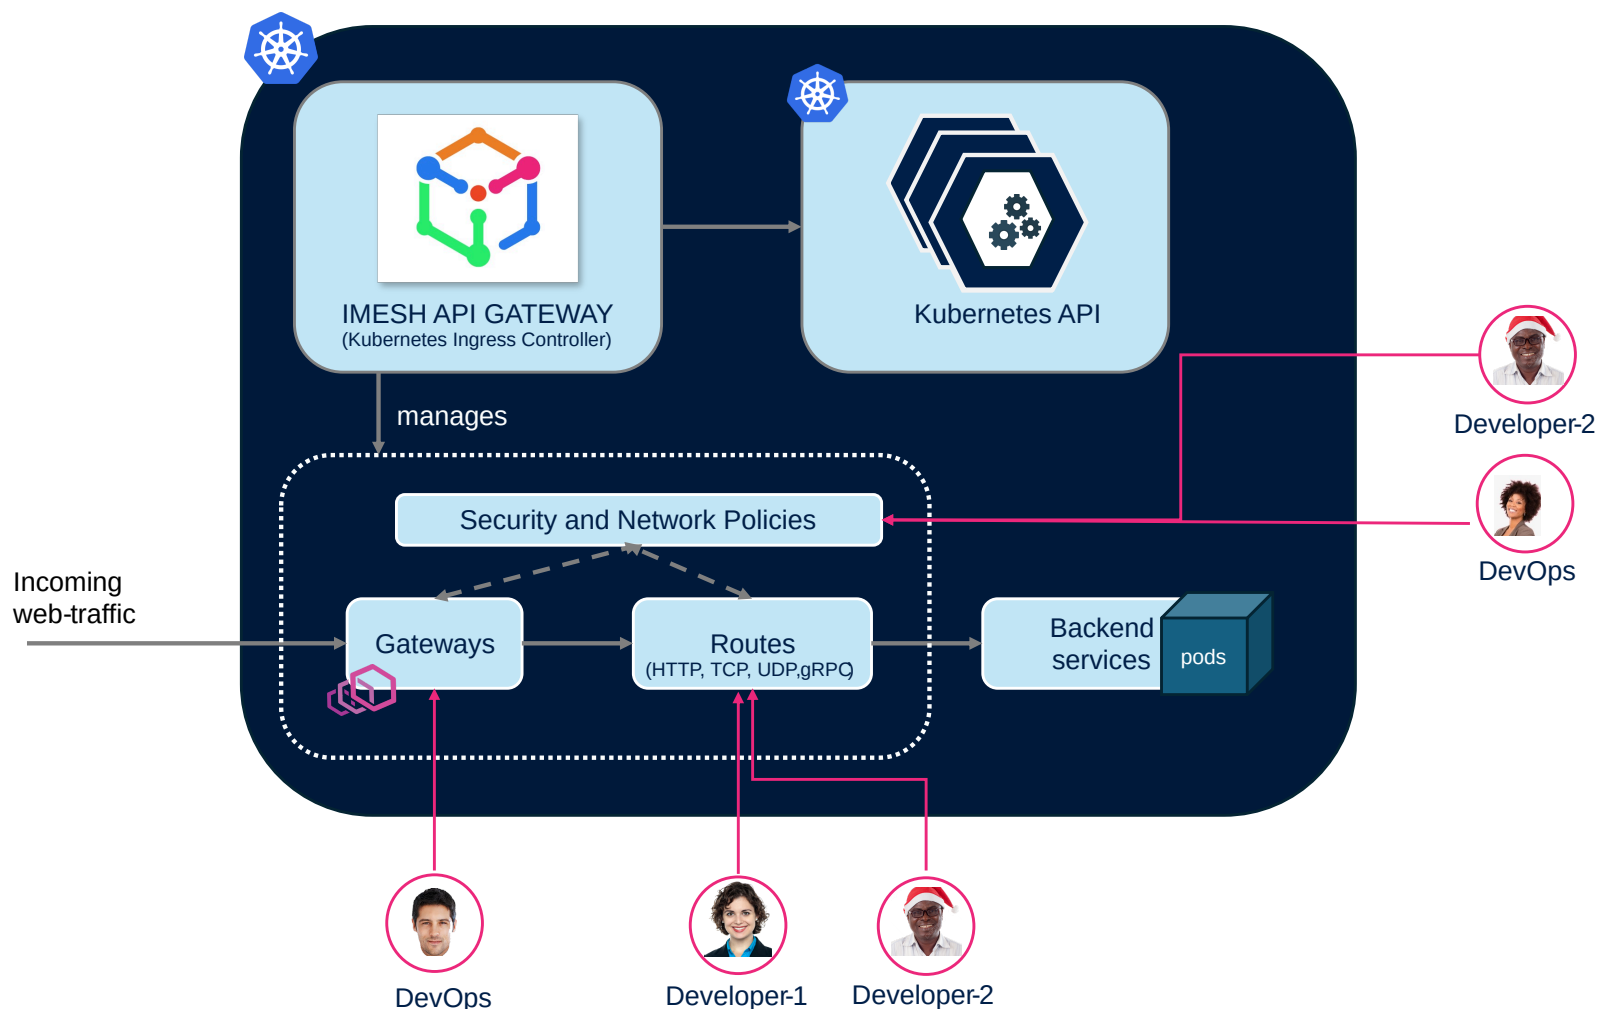 IMESH API GATEWAY
(Kubernetes Ingress Controller)
Kubernetes API
manages
Developer-2
Security and Network Policies
DevOps
Incoming
web-traffic
Gateways
Routes
(HTTP, TCP, UDP,gRPC)
Backend
services
pods
DevOps
Developer-1
Developer-2